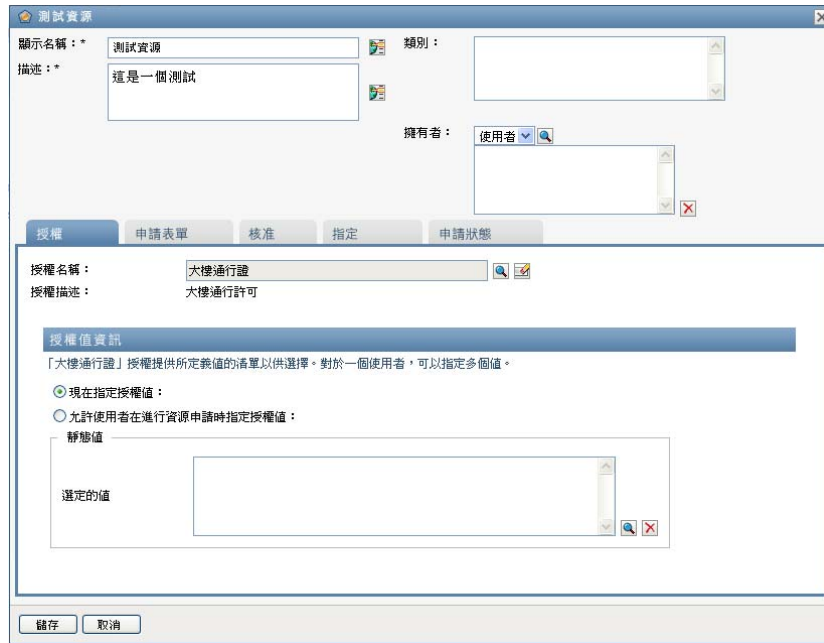 測試資源
顯示名稱：*
測試資源
類別：
描述：*
這是一個測試
擁有者：
使用者
授權
申請表單
核准
指定
申請狀態
授權名稱：
大樓通行證
授權描述：
大樓通行許可
授權值資訊
「大樓通行證」授權提供所定義值的清單以供選擇。對於一個使用者，可以指定多個值。
現在指定授權值：
允許使用者在進行資源申請時指定授權值：
靜態值
選定的值
儲存
取消